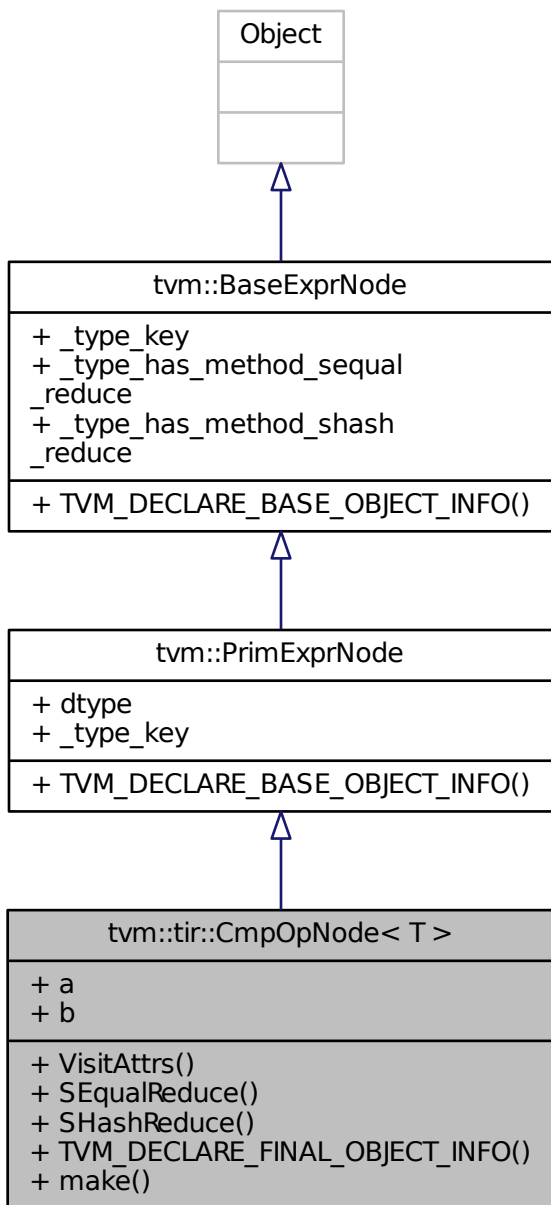 Object
tvm::BaseExprNode
+ _type_key
+ _type_has_method_sequal
_reduce
+ _type_has_method_shash
_reduce
+ TVM_DECLARE_BASE_OBJECT_INFO()
tvm::PrimExprNode
+ dtype
+ _type_key
+ TVM_DECLARE_BASE_OBJECT_INFO()
tvm::tir::CmpOpNode< T >
+ a
+ b
+ VisitAttrs()
+ SEqualReduce()
+ SHashReduce()
+ TVM_DECLARE_FINAL_OBJECT_INFO()
+ make()